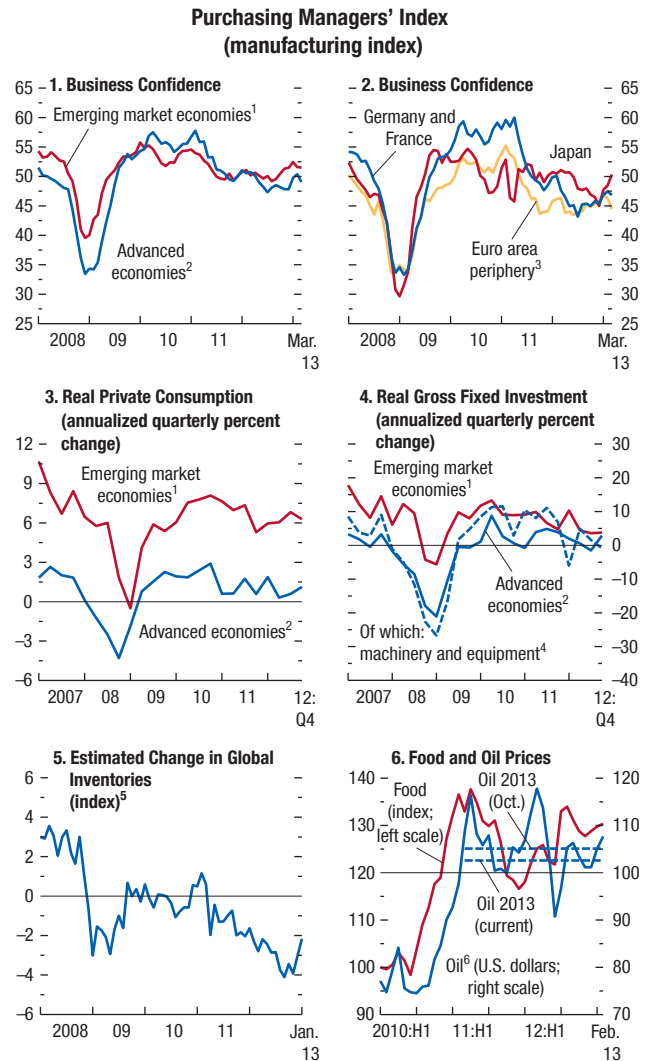 Purchasing Managers’ Index
(manufacturing index)
1. Business Confidence
65
60
55
50
45
40
35
30
25
Emerging market economies1
Advanced
economies2
2008 09 10 11 Mar.
13
2. Business Confidence
65
60
55
50
45
40
35
30
25
Germany and
France
Japan
Euro area
periphery3
2008 09 10 11 Mar.
13
3. Real Private Consumption
(annualized quarterly percent
change)
12
9
6
3
0
–3
–6
Emerging market
economies1
Advanced economies2
2007 08 09 10 11 12:
Q4
4. Real Gross Fixed Investment
(annualized quarterly percent
change)
30
20
10
0
–10
–20
–30
–40
Emerging market
economies1
Advanced
economies2
Of which:
machinery and equipment4
2007 08 09 10 11 12:
Q4
5. Estimated Change in Global
Inventories
(index)5
6
4
2
0
–2
–4
–6
2008 09 10 11 Jan.
13
6. Food and Oil Prices
140
130
120
110
100
90
120
110
100
90
80
70
Food
(index;
left scale)
Oil 2013
(Oct.)
Oil 2013
(current)
Oil6 (U.S. dollars;
right scale)
2010:H1 11:H1 12:H1 Feb.
13